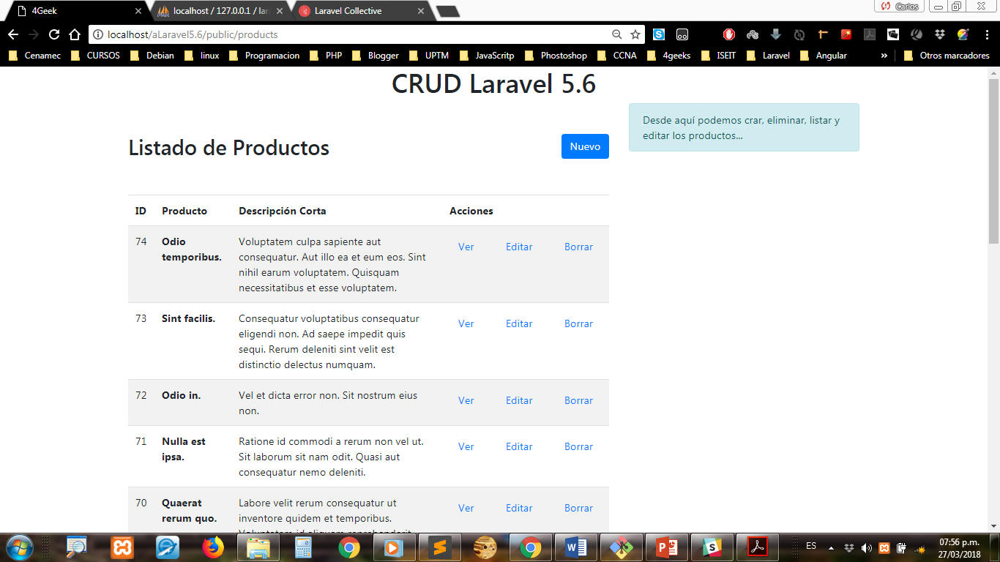 4Geek
localhost / 127.0.0.1 / lar
Laravel Collective
Carlos
localhost/aLaravel5.6/public/products
Cenamec
CURSOS
Debian
linux
Programacion
PHP
Blogger
UPTM
JavaScritp
Phostoshop
CCNA
4geeks
ISEIT
Laravel
Angular
»
Otros marcadores
CRUD Laravel 5.6
Desde aquí podemos crar, eliminar, listar y
editar los productos...
Listado de Productos
Nuevo
ID Producto Descripción Corta Acciones
74 Odio Voluptatem culpa sapiente aut Ver Editar Borrar
temporibus. consequatur. Aut illo ea et eum eos. Sint
nihil earum voluptatem. Quisquam
necessitatibus et esse voluptatem.
73 Sint facilis. Consequatur voluptatibus consequatur Ver Editar Borrar
eligendi non. Ad saepe impedit quis
sequi. Rerum deleniti sint velit est
distinctio delectus numquam.
72 Odio in. Vel et dicta error non. Sit nostrum eius Ver Editar Borrar
non.
71 Nulla est Ratione id commodi a rerum non vel ut. Ver Editar Borrar
ipsa. Sit laborum sit nam odit. Quasi aut
consequatur nemo deleniti.
70 Quaerat Labore velit rerum consequatur ut Ver Editar Borrar
rerum quo. inventore quidem et temporibus.
ES
07:56 p.m.
27/03/2018